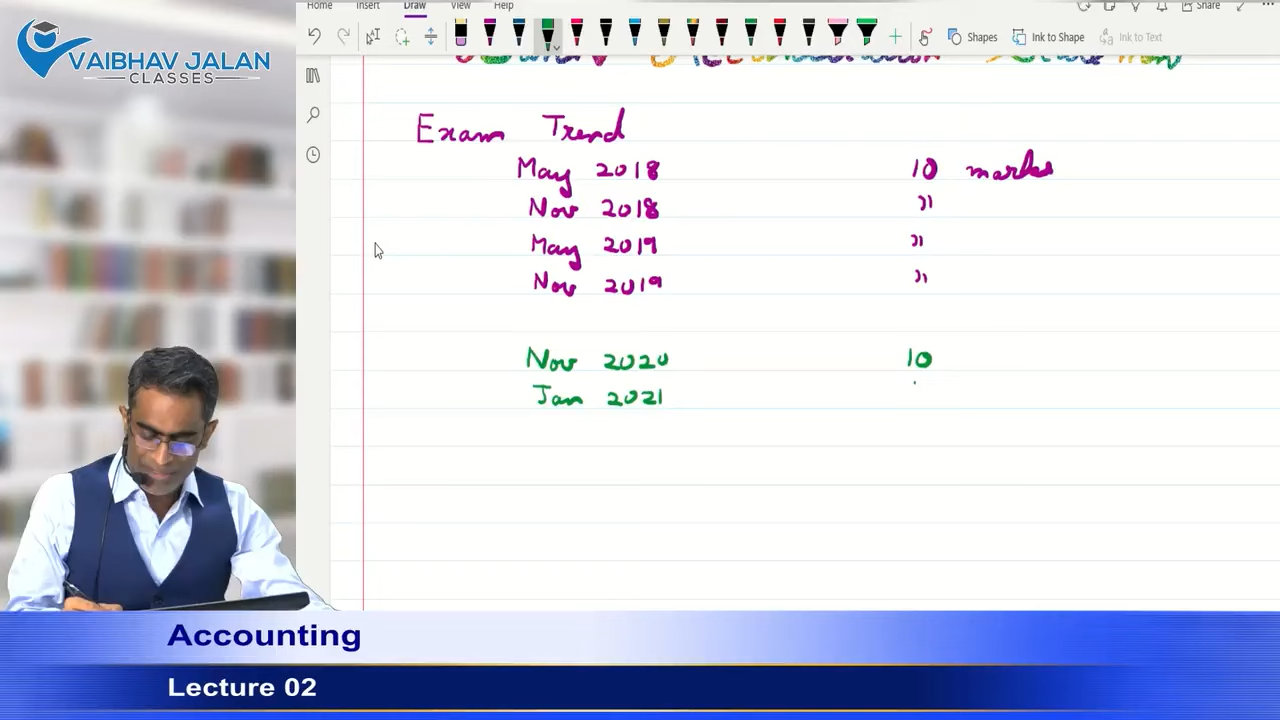 Home Insert Draw View Help Share
VAIBHAV JALAN
CLASSES
Shapes Ink to Shape Ink to Text
Exam Trend
May 2018 10 marks
Nov 2018 "
May 2019 "
Nov 2019 "
Nov 2020 10
Jan 2021
Accounting
Lecture 02